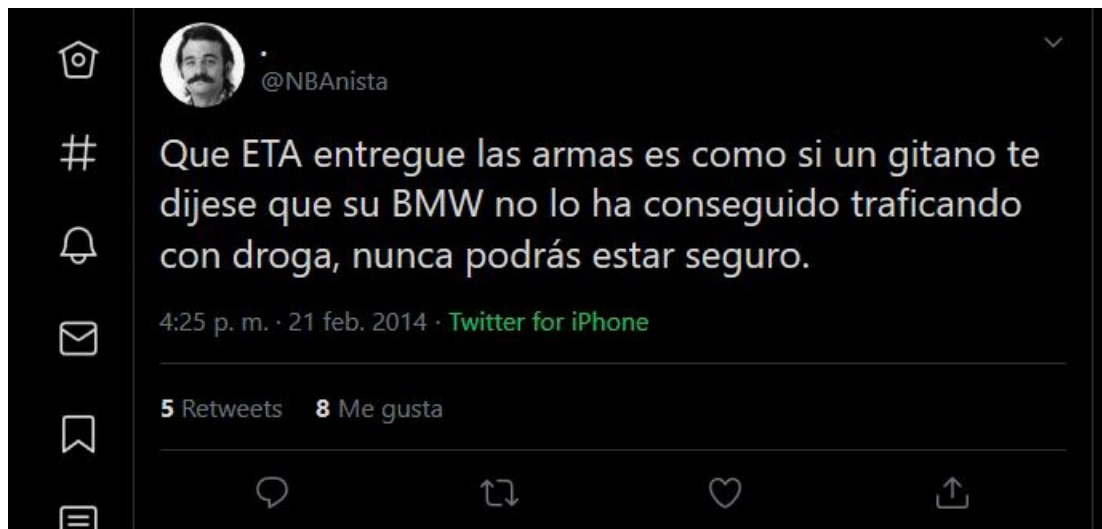 .
@NBAnista
Que ETA entregue las armas es como si un gitano te
dijese que su BMW no lo ha conseguido traficando
con droga, nunca podrás estar seguro.
4:25 p. m. · 21 feb. 2014 · Twitter for iPhone
5 Retweets 8 Me gusta